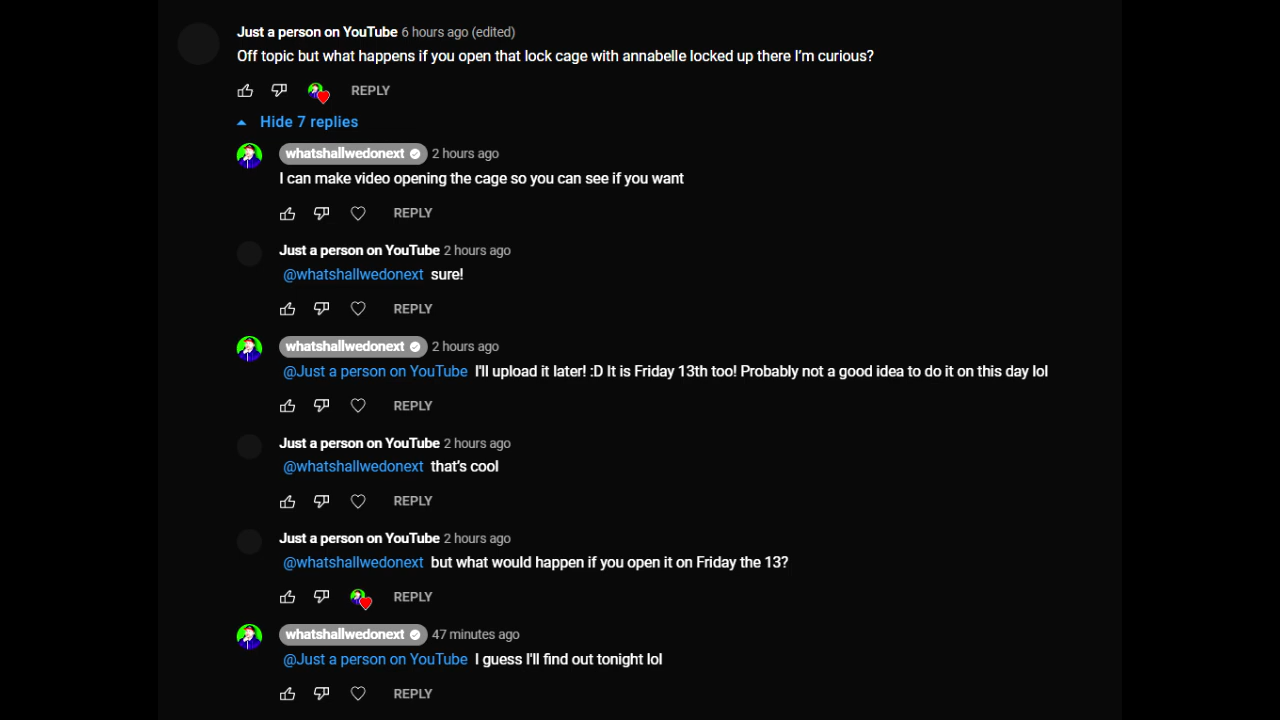 Just a person on YouTube 6 hours ago (edited)
Off topic but what happens if you open that lock cage with annabelle locked up there I'm curious?
REPLY
Hide 7 replies
whatshallwedonext 2 hours ago
I can make video opening the cage so you can see if you want
REPLY
Just a person on YouTube 2 hours ago
@whatshallwedonext sure!
REPLY
whatshallwedonext 2 hours ago
@Just a person on YouTube I'll upload it later! :D It is Friday 13th too! Probably not a good idea to do it on this day lol
REPLY
Just a person on YouTube 2 hours ago
@whatshallwedonext that's cool
REPLY
Just a person on YouTube 2 hours ago
@whatshallwedonext but what would happen if you open it on Friday the 13?
REPLY
whatshallwedonext 47 minutes ago
@Just a person on YouTube I guess I'll find out tonight lol
REPLY